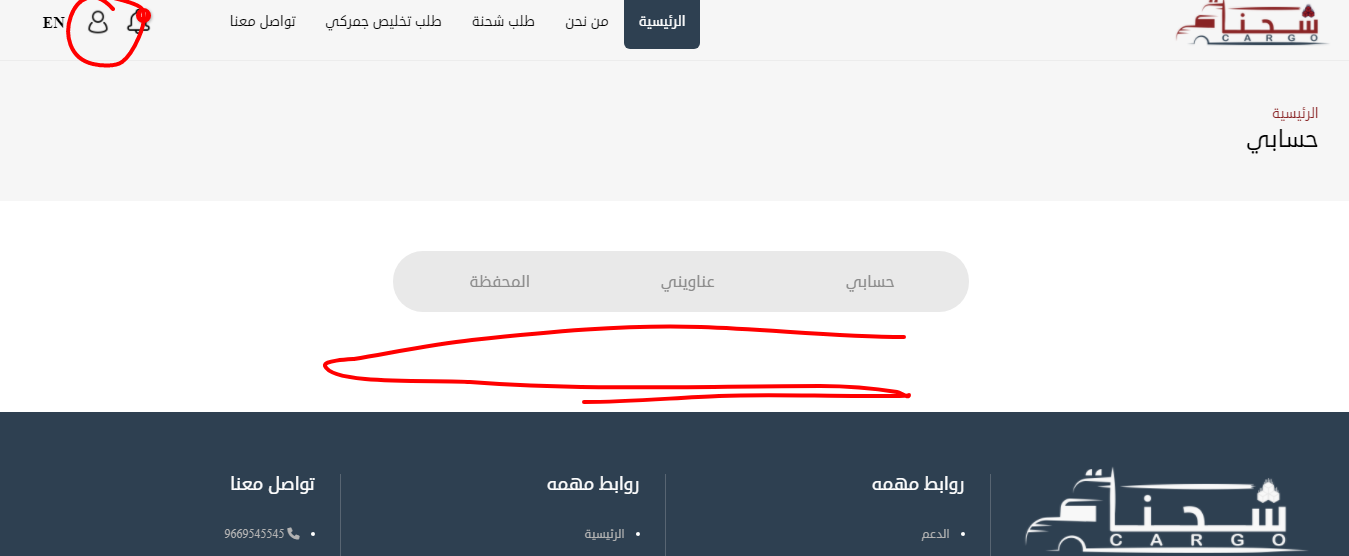 شحنة
CARGO
الرئيسية
من نحن
طلب شحنة
طلب تخليص جمركي
تواصل معنا
EN
الرئيسية
حسابي
حسابي
عناويني
المحفظة
شحنة
CARGO
روابط مهمه
الدعم
روابط مهمه
الرئيسية
تواصل معنا
9669545545